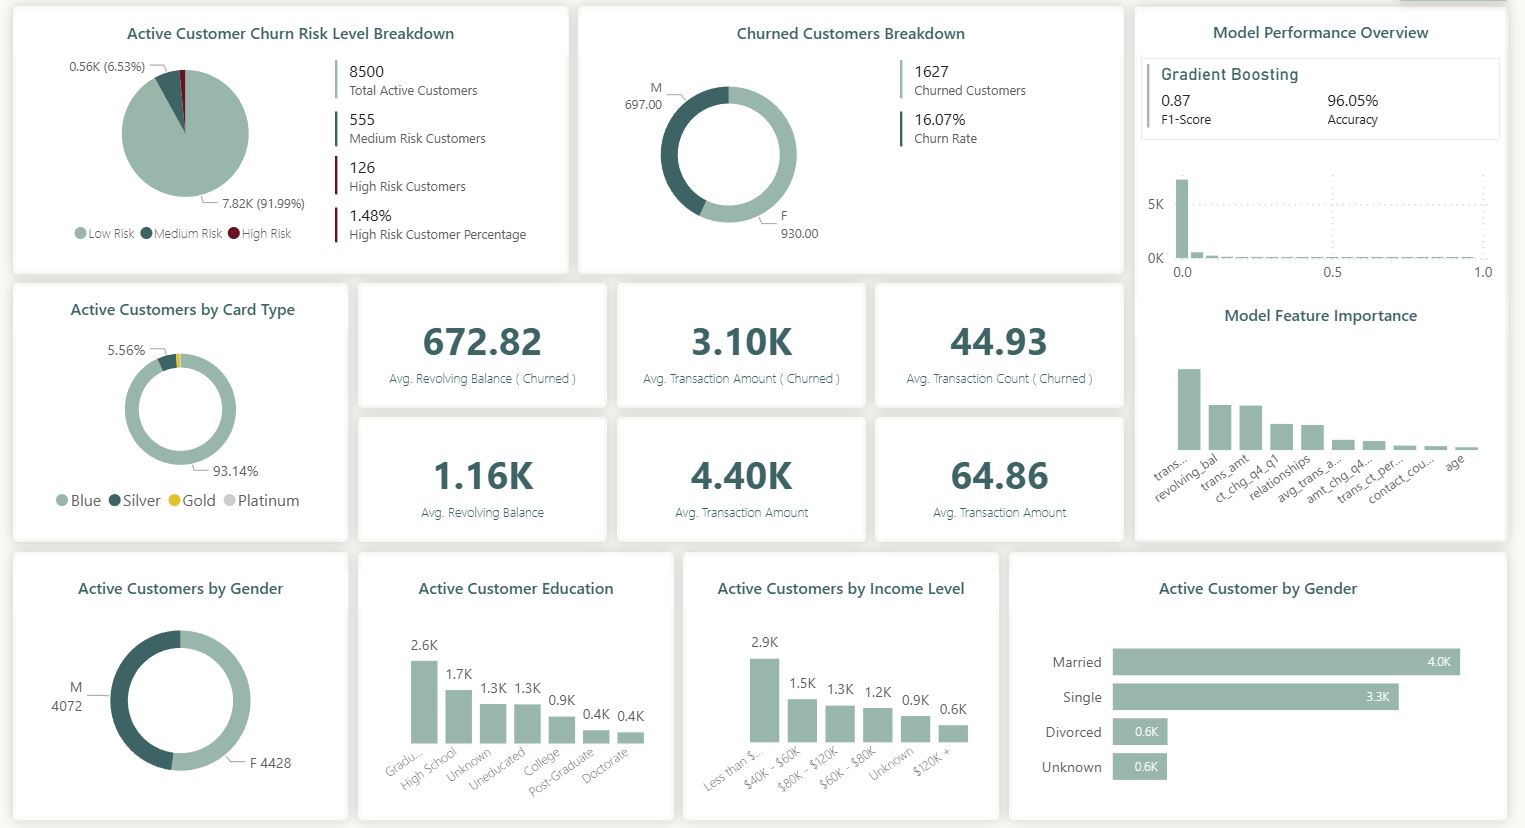 Active Customer Churn Risk Level Breakdown
0.56K (6.53%)
7.82K (91.99%)
Low Risk Medium Risk High Risk
8500
Total Active Customers
555
Medium Risk Customers
126
High Risk Customers
1.48%
High Risk Customer Percentage
Churned Customers Breakdown
M
697.00
F
930.00
1627
Churned Customers
16.07%
Churn Rate
Model Performance Overview
Gradient Boosting
0.87
F1-Score
96.05%
Accuracy
5K
0K
0.0 0.5 1.0
Model Feature Importance
trans...
revolving_bal
trans_amt
ct_chg_q4_q1
relationships
avg_trans_a...
amt_chg_q4...
trans_ct_per...
contact_cou...
age
Active Customers by Card Type
5.56%
93.14%
Blue Silver Gold Platinum
672.82
Avg. Revolving Balance ( Churned )
3.10K
Avg. Transaction Amount ( Churned )
44.93
Avg. Transaction Count ( Churned )
1.16K
Avg. Revolving Balance
4.40K
Avg. Transaction Amount
64.86
Avg. Transaction Amount
Active Customers by Gender
M
4072
F 4428
Active Customer Education
2.6K
1.7K
1.3K
1.3K
0.9K
0.4K
0.4K
Gradu...
High School
Unknown
Uneducated
College
Post-Graduate
Doctorate
Active Customers by Income Level
2.9K
1.5K
1.3K
1.2K
0.9K
0.6K
Less than $...
$40K - $60K
$80K - $120K
$60K - $80K
Unknown
$120K +
Active Customer by Gender
Married 4.0K
Single 3.3K
Divorced 0.6K
Unknown 0.6K